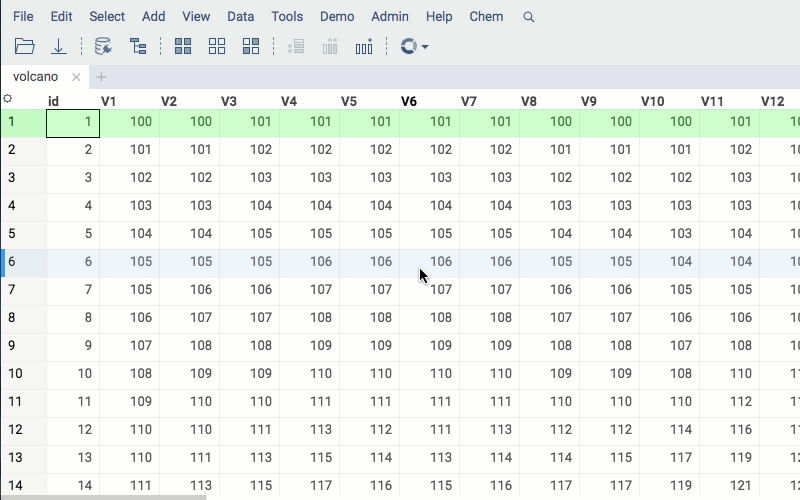 File Edit Select Add View Data Tools Demo Admin Help Chem
volcano
id V1 V2 V3 V4 V5 V6 V7 V8 V9 V10 V11 V12
1 1 100 100 101 101 101 101 101 100 100 100 101
2 2 101 101 102 102 102 102 102 101 101 101 102
3 3 102 102 103 103 103 103 103 102 102 102 103
4 4 103 103 104 104 104 104 104 103 103 103 103
5 5 104 104 105 105 105 105 105 104 104 103 104
6 6 105 105 105 106 106 106 106 105 105 104 104
7 7 105 106 106 107 107 107 107 106 106 105 105
8 8 106 107 107 108 108 108 108 107 107 106 106
9 9 107 108 108 109 109 109 109 108 108 107 108
10 10 108 109 109 110 110 110 110 109 109 108 110
11 11 109 110 110 111 111 111 111 110 110 110 112
12 12 110 110 111 113 112 111 113 112 112 114 116
13 13 110 111 113 115 114 113 114 114 115 117 119
14 14 111 113 115 117 116 115 116 117 117 119 121